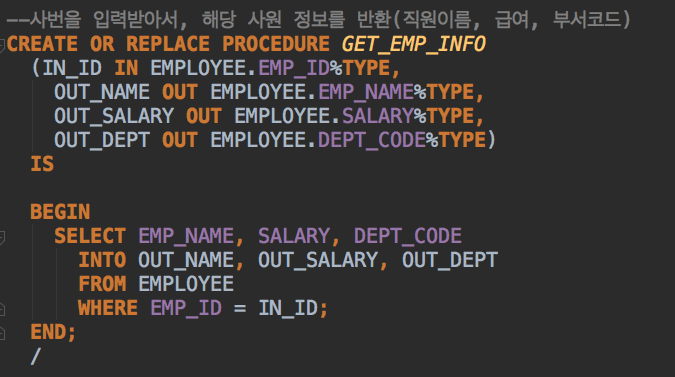 --사번을 입력받아서, 해당 사원 정보를 반환(직원이름, 급여, 부서코드)
CREATE OR REPLACE PROCEDURE GET_EMP_INFO
(IN_ID IN EMPLOYEE.EMP_ID%TYPE,
OUT_NAME OUT EMPLOYEE.EMP_NAME%TYPE,
OUT_SALARY OUT EMPLOYEE.SALARY%TYPE,
OUT_DEPT OUT EMPLOYEE.DEPT_CODE%TYPE)
IS
BEGIN
SELECT EMP_NAME, SALARY, DEPT_CODE
INTO OUT_NAME, OUT_SALARY, OUT_DEPT
FROM EMPLOYEE
WHERE EMP_ID = IN_ID;
END;
/